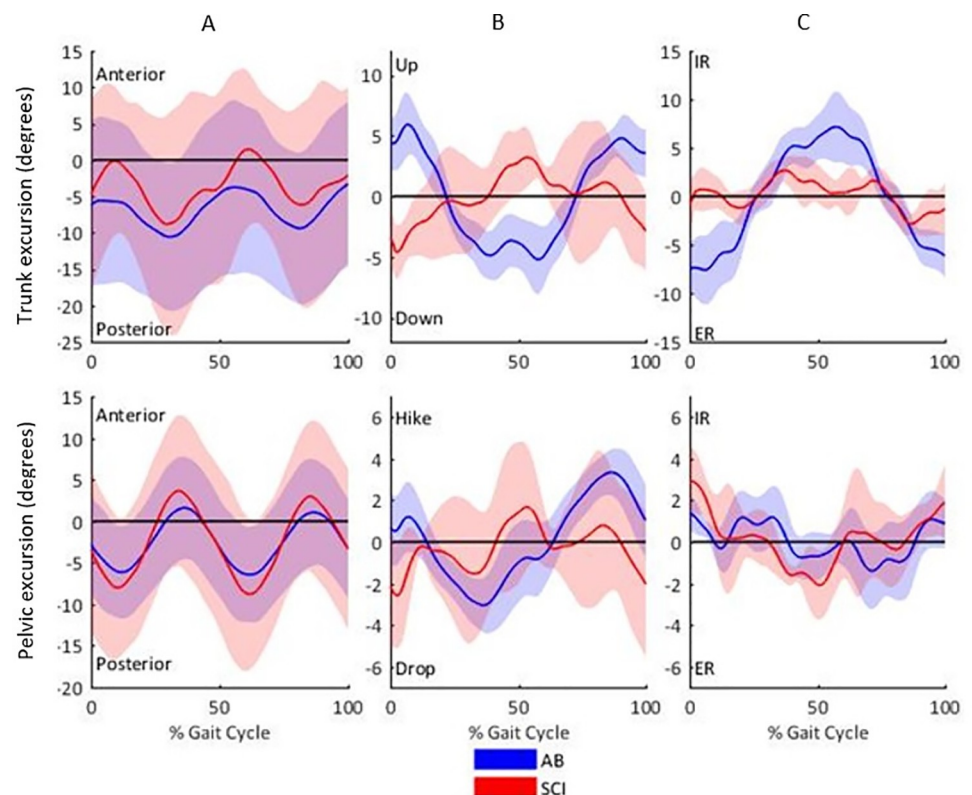 A B C
Trunk excursion (degrees)
15
10
5
0
-5
-10
-15
-20
-25
Anterior
Posterior
0 50 100
10
5
0
-5
-10
Up
Down
0 50 100
15
10
5
0
-5
-10
-15
IR
ER
0 50 100
Pelvic excursion (degrees)
15
10
5
0
-5
-10
-15
-20
Anterior
Posterior
0 50 100
% Gait Cycle
6
4
2
0
-2
-4
-6
Hike
Drop
0 50 100
% Gait Cycle
6
4
2
0
-2
-4
-6
IR
ER
0 50 100
% Gait Cycle
AB
SCI